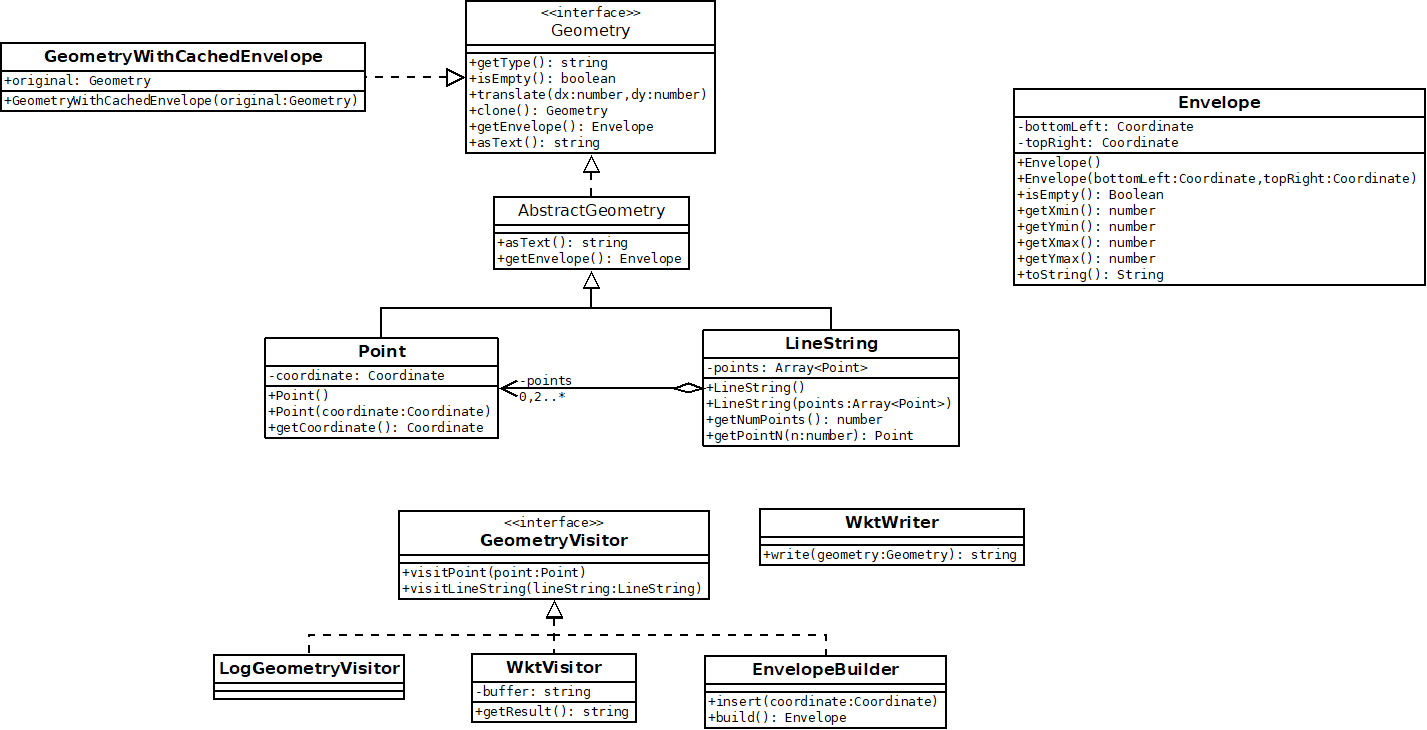 <<interface>>
Geometry
+getType(): string
+isEmpty(): boolean
+translate(dx:number,dy:number)
+clone(): Geometry
+getEnvelope(): Envelope
+asText(): string
GeometryWithCachedEnvelope
+original: Geometry
+GeometryWithCachedEnvelope(original:Geometry)
Envelope
-bottomLeft: Coordinate
-topRight: Coordinate
+Envelope()
+Envelope(bottomLeft:Coordinate,topRight:Coordinate)
+isEmpty(): Boolean
+getXmin(): number
+getYmin(): number
+getXmax(): number
+getYmax(): number
+toString(): String
AbstractGeometry
+asText(): string
+getEnvelope(): Envelope
Point
-coordinate: Coordinate
+Point()
+Point(coordinate:Coordinate)
+getCoordinate(): Coordinate
-points
0,2..*
LineString
-points: Array<Point>
+LineString()
+LineString(points:Array<Point>)
+getNumPoints(): number
+getPointN(n:number): Point
<<interface>>
GeometryVisitor
+visitPoint(point:Point)
+visitLineString(lineString:LineString)
WktWriter
+write(geometry:Geometry): string
LogGeometryVisitor
WktVisitor
-buffer: string
+getResult(): string
EnvelopeBuilder
+insert(coordinate:Coordinate)
+build(): Envelope